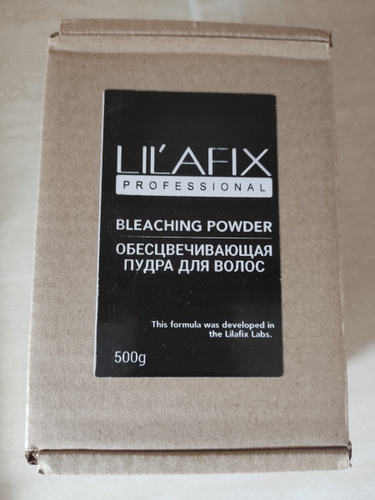 LIL'AFIX
PROFESSIONAL
BLEACHING POWDER
ОБЕСЦВЕЧИВАЮЩАЯ
ПУДРА ДЛЯ ВОЛОС
This formula was developed in
the Lilafix Labs.
500g